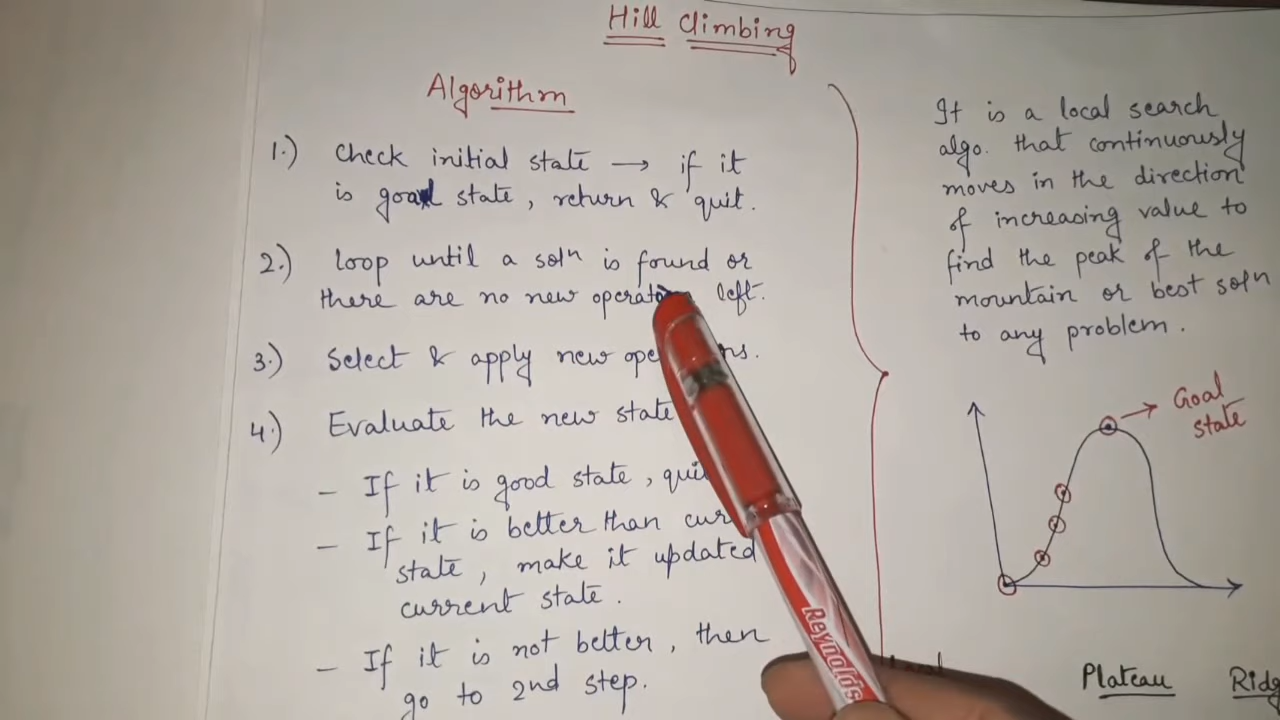 Hill Climbing
Algorithm
1.) Check initial state → if it
is goal state, return & quit.
2.) Loop until a solⁿ is found or
there are no new left.
3.) Select & apply new
4.) Evaluate the new state
- If it is good state, quit
- If it is better than
state, make it updated
current state.
- If it is not better, then
go to 2nd step.
It is a local search
algo. that continuously
moves in the direction
of increasing value to
find the peak of the
mountain or best solⁿ
to any problem.
→ Goal
state
Plateau
Reynolds